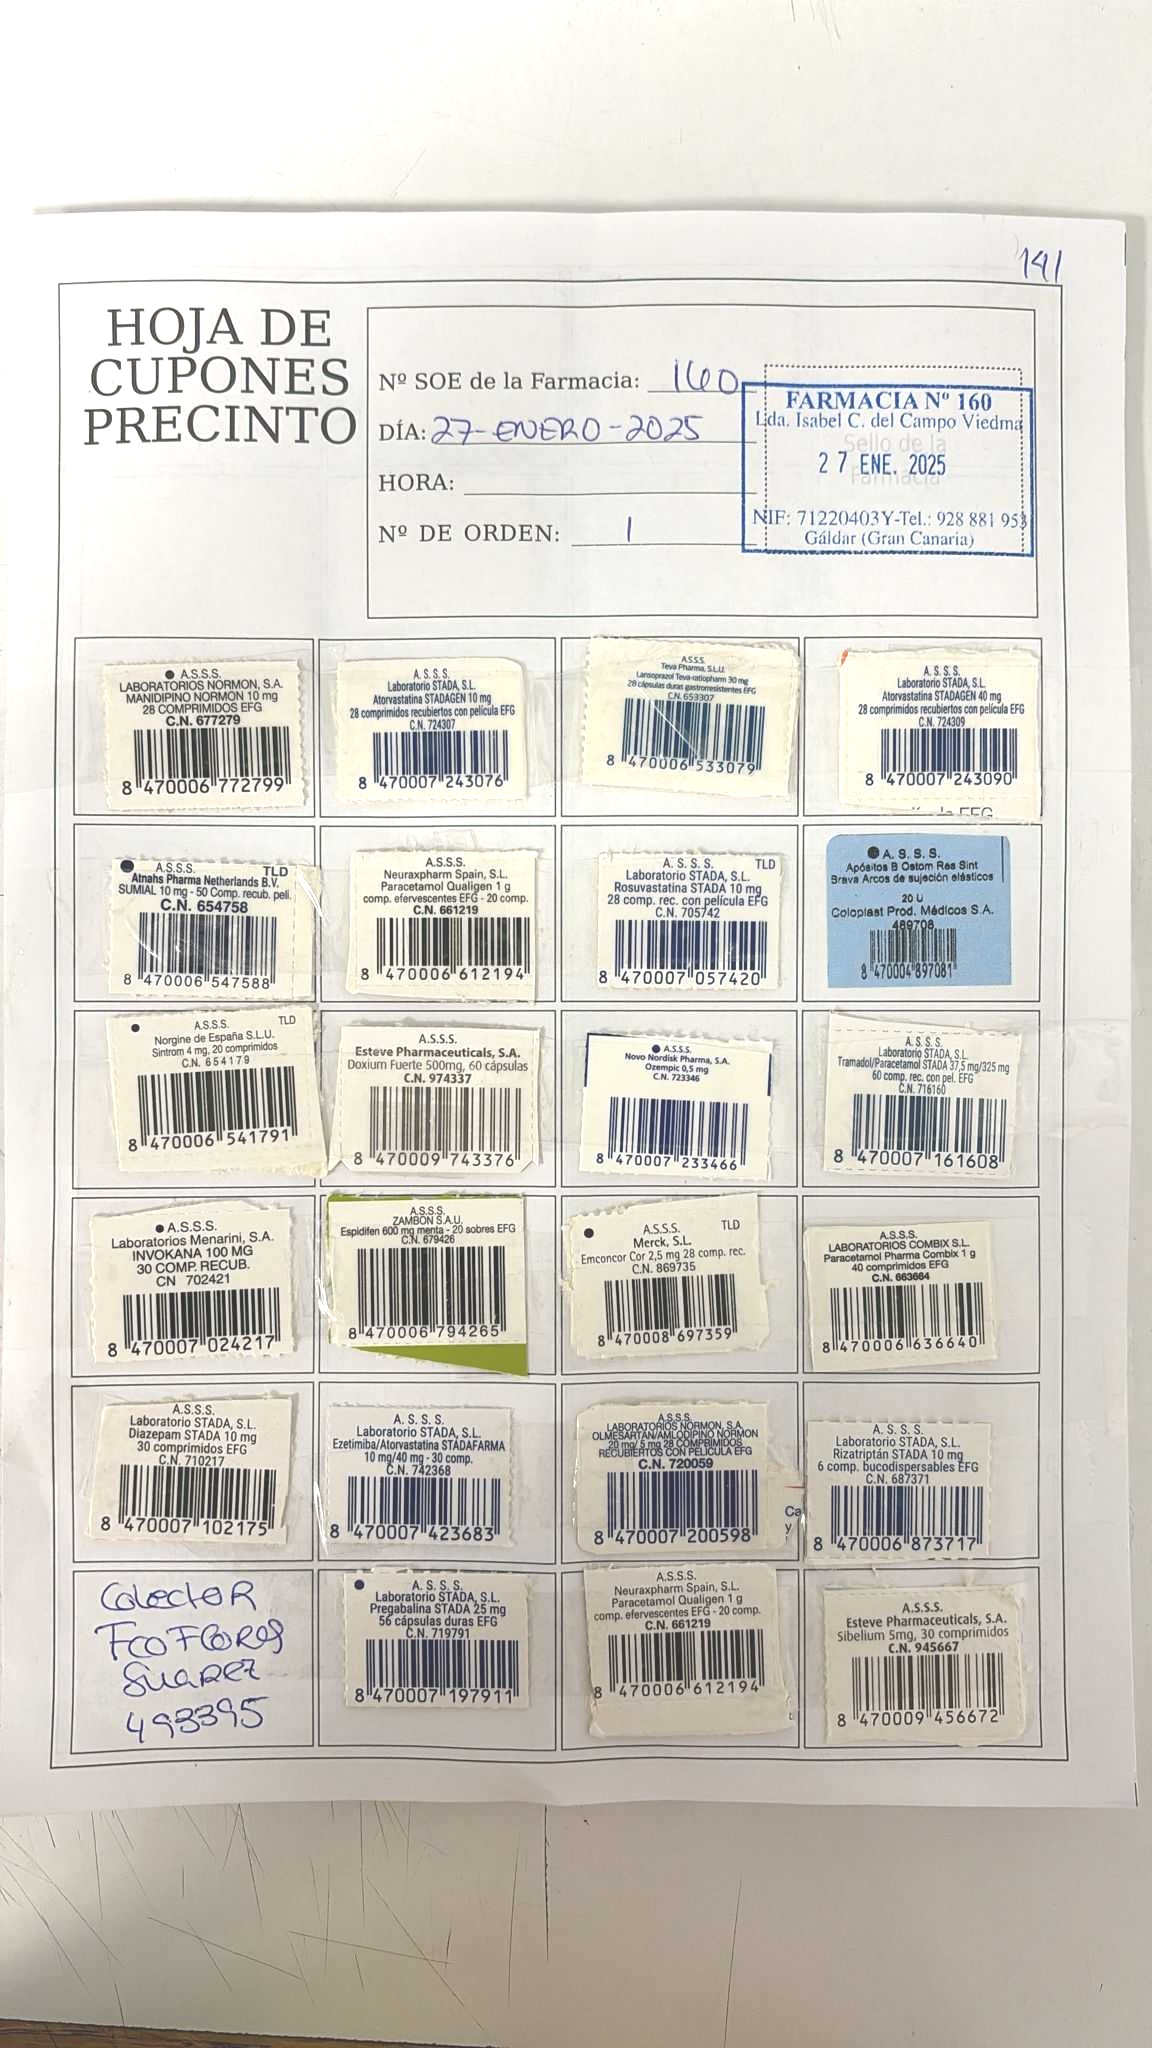 141
HOJA DE
CUPONES
PRECINTO
Nº SOE de la Farmacia: 160
DÍA: 27-ENERO-2025
HORA:
Nº DE ORDEN: 1
Sello de la
Farmacia
FARMACIA Nº 160
Lda. Isabel C. del Campo Viedma
27 ENE. 2025
NIF: 71220403Y-Tel.: 928 881 953
Gáldar (Gran Canaria)
A.S.S.S.
LABORATORIOS NORMON, S.A.
MANIDIPINO NORMON 10 mg
28 COMPRIMIDOS EFG
C.N. 677279
8 470006 772799
A. S. S. S.
Laboratorio STADA, S.L.
Atorvastatina STADAGEN 10 mg
28 comprimidos recubiertos con película EFG
C.N. 724307
8 470007 243076
A.S.S.S.
Teva Pharma, S.L.U.
Lansoprazol Teva-ratiopharm 30 mg
28 cápsulas duras gastrorresistentes EFG
C.N. 653307
8 470006 533079
A. S. S. S.
Laboratorio STADA, S.L.
Atorvastatina STADAGEN 40 mg
28 comprimidos recubiertos con película EFG
C.N. 724309
8 470007 243090
A.S.S.S. TLD
Atnahs Pharma Netherlands B.V.
SUMIAL 10 mg - 50 Comp. recub. peli.
C.N. 654758
8 470006 547588
A.S.S.S.
Neuraxpharm Spain, S.L.
Paracetamol Qualigen 1 g
comp. efervescentes EFG - 20 comp.
C.N. 661219
8 470006 612194
A. S. S. S. TLD
Laboratorio STADA, S.L.
Rosuvastatina STADA 10 mg
28 comp. rec. con película EFG
C.N. 705742
8 470007 057420
A. S. S. S.
Apósitos B Ostom Res Sint
Brava Arcos de sujeción elásticos
20 U
Coloplast Prod. Médicos S.A.
489708
8 470004 897081
A.S.S.S. TLD
Norgine de España S.L.U.
Sintrom 4 mg, 20 comprimidos
C.N. 654179
8 470006 541791
A.S.S.S.
Esteve Pharmaceuticals, S.A.
Doxium Fuerte 500mg, 60 cápsulas
C.N. 974337
8 470009 743376
A.S.S.S.
Novo Nordisk Pharma, S.A.
Ozempic 0,5 mg
C.N. 723346
8 470007 233466
A. S. S. S.
Laboratorio STADA, S.L.
Tramadol/Paracetamol STADA 37,5 mg/325 mg
60 comp. rec. con pel. EFG
C.N. 716160
8 470007 161608
A.S.S.S.
Laboratorios Menarini, S.A.
INVOKANA 100 MG
30 COMP. RECUB.
CN 702421
8 470007 024217
A.S.S.S.
ZAMBON S.A.U.
Espidifen 600 mg menta - 20 sobres EFG
C.N. 679426
8 470006 794265
A.S.S.S. TLD
Merck, S.L.
Emconcor Cor 2,5 mg 28 comp. rec.
C.N. 869735
8 470008 697359
A.S.S.S.
LABORATORIOS COMBIX S.L.
Paracetamol Pharma Combix 1 g
40 comprimidos EFG
C.N. 663664
8 470006 636640
A.S.S.S.
Laboratorio STADA, S.L.
Diazepam STADA 10 mg
30 comprimidos EFG
C.N. 710217
8 470007 102175
A. S. S. S.
Laboratorio STADA, S.L.
Ezetimiba/Atorvastatina STADAFARMA
10 mg/40 mg - 30 comp.
C.N. 742368
8 470007 423683
A.S.S.S.
LABORATORIOS NORMON, S.A.
OLMESARTAN/AMLODIPINO NORMON
20 mg/ 5 mg 28 COMPRIMIDOS
RECUBIERTOS CON PELICULA EFG
C.N. 720059
8 470007 200598
Ca
y
A. S. S. S.
Laboratorio STADA, S.L.
Rizatriptán STADA 10 mg
6 comp. bucodispersables EFG
C.N. 687371
8 470006 873717
Colector
Fco Flores
Suarez
493395
A. S. S. S.
Laboratorio STADA, S.L.
Pregabalina STADA 25 mg
56 cápsulas duras EFG
C.N. 719791
8 470007 197911
A.S.S.S.
Neuraxpharm Spain, S.L.
Paracetamol Qualigen 1 g
comp. efervescentes EFG - 20 comp.
C.N. 661219
8 470006 612194
A.S.S.S.
Esteve Pharmaceuticals, S.A.
Sibelium 5mg, 30 comprimidos
C.N. 945667
8 470009 456672